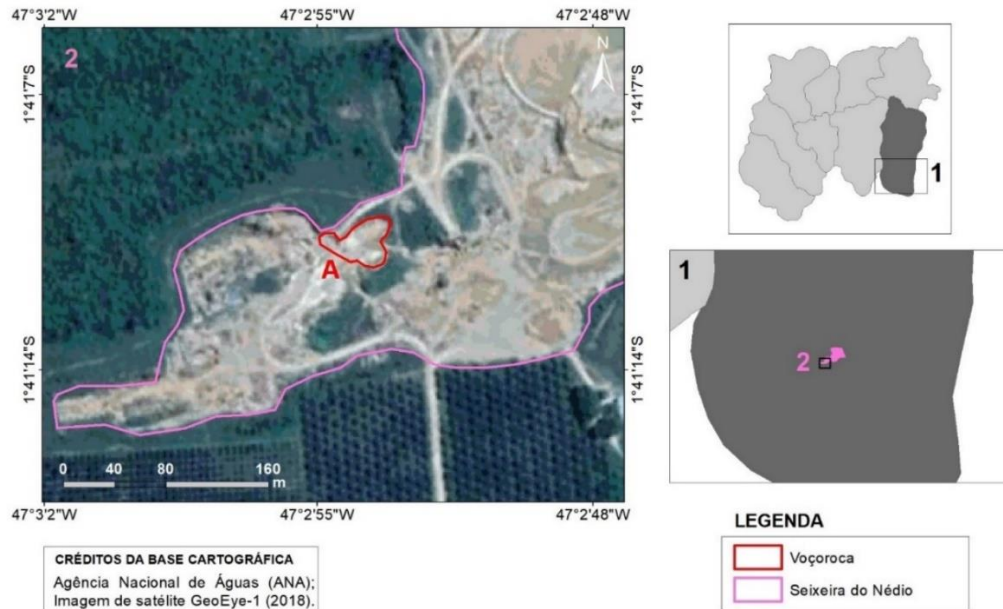 47°3'2"W
47°2'55"W
47°2'48"W
2
N
1°41'7"S
1°41'7"S
A
1°41'14"S
1°41'14"S
0 40 80 160
m
47°3'2"W
47°2'55"W
47°2'48"W
1
1
2
CRÉDITOS DA BASE CARTOGRÁFICA
Agência Nacional de Águas (ANA);
Imagem de satélite GeoEye-1 (2018).
LEGENDA
Voçoroca
Seixeira do Nédio